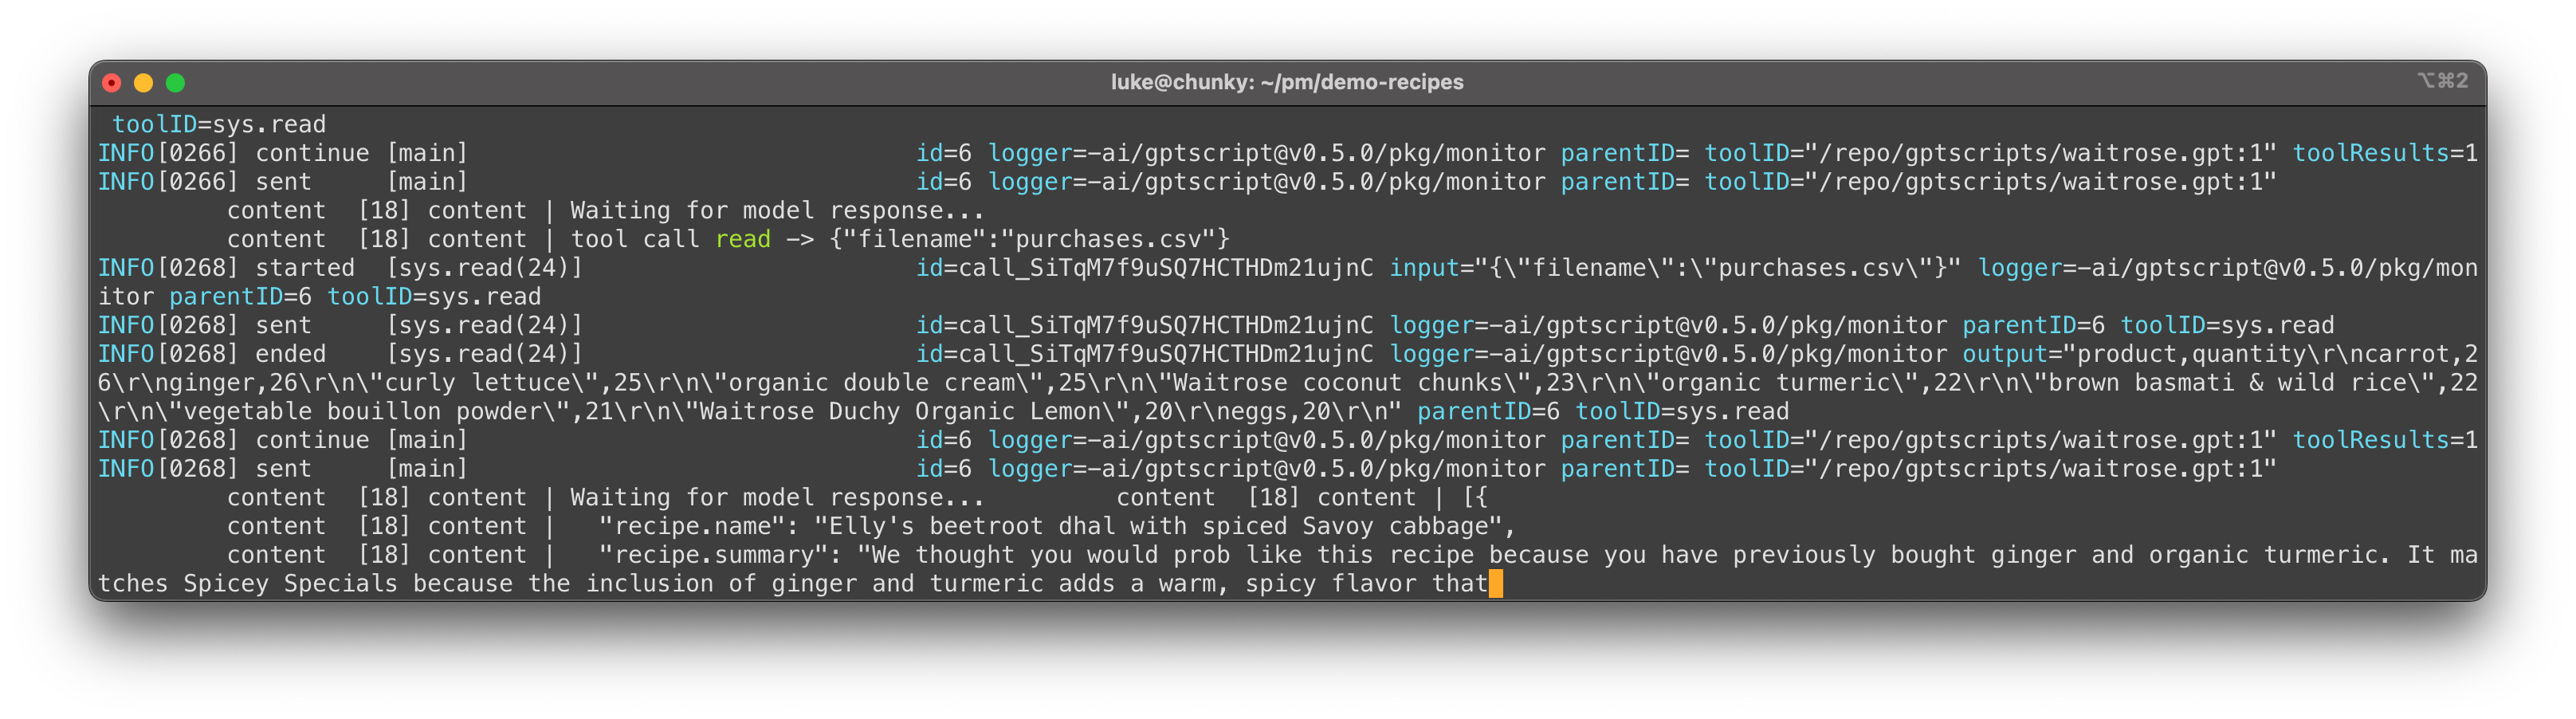 luke@chunky: ~/pm/demo-recipes
⌥⌘2
toolID=sys.read
INFO[0266] continue [main] id=6 logger=-ai/gptscript@v0.5.0/pkg/monitor parentID= toolID="/repo/gptscripts/waitrose.gpt:1" toolResults=1
INFO[0266] sent [main] id=6 logger=-ai/gptscript@v0.5.0/pkg/monitor parentID= toolID="/repo/gptscripts/waitrose.gpt:1"
content [18] content | Waiting for model response...
content [18] content | tool call read -> {"filename":"purchases.csv"}
INFO[0268] started [sys.read(24)] id=call_SiTqM7f9uSQ7HCTHDm21ujnC input="{\"filename\":\"purchases.csv\"}" logger=-ai/gptscript@v0.5.0/pkg/mon
itor parentID=6 toolID=sys.read
INFO[0268] sent [sys.read(24)] id=call_SiTqM7f9uSQ7HCTHDm21ujnC logger=-ai/gptscript@v0.5.0/pkg/monitor parentID=6 toolID=sys.read
INFO[0268] ended [sys.read(24)] id=call_SiTqM7f9uSQ7HCTHDm21ujnC logger=-ai/gptscript@v0.5.0/pkg/monitor output="product,quantity\r\ncarrot,2
6\r\nginger,26\r\n\"curly lettuce\",25\r\n\"organic double cream\",25\r\n\"Waitrose coconut chunks\",23\r\n\"organic turmeric\",22\r\n\"brown basmati & wild rice\",22
\r\n\"vegetable bouillon powder\",21\r\n\"Waitrose Duchy Organic Lemon\",20\r\neggs,20\r\n" parentID=6 toolID=sys.read
INFO[0268] continue [main] id=6 logger=-ai/gptscript@v0.5.0/pkg/monitor parentID= toolID="/repo/gptscripts/waitrose.gpt:1" toolResults=1
INFO[0268] sent [main] id=6 logger=-ai/gptscript@v0.5.0/pkg/monitor parentID= toolID="/repo/gptscripts/waitrose.gpt:1"
content [18] content | Waiting for model response... content [18] content | [{
content [18] content | "recipe.name": "Elly's beetroot dhal with spiced Savoy cabbage",
content [18] content | "recipe.summary": "We thought you would prob like this recipe because you have previously bought ginger and organic turmeric. It ma
tches Spicey Specials because the inclusion of ginger and turmeric adds a warm, spicy flavor that